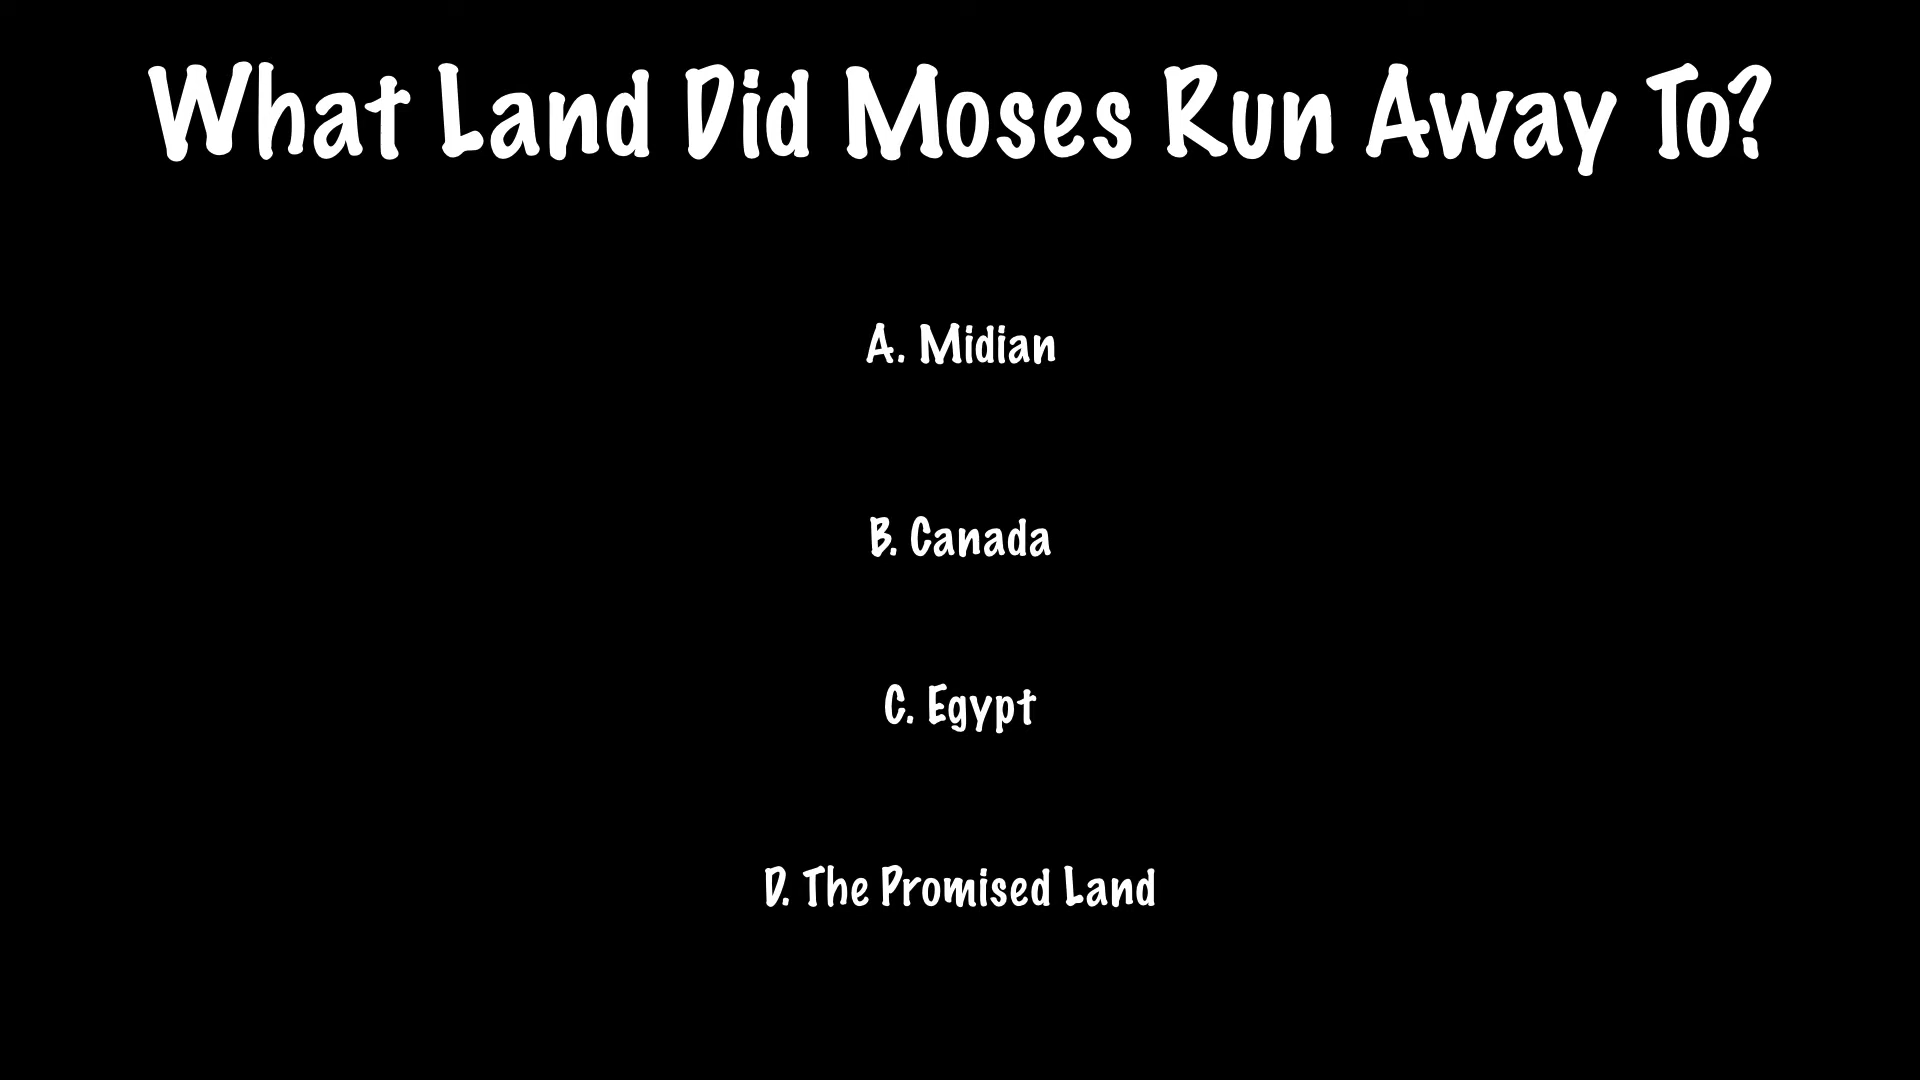 What Land Did Moses Run Away To?
A. Midian
B. Canada
C. Egypt
D. The Promised Land